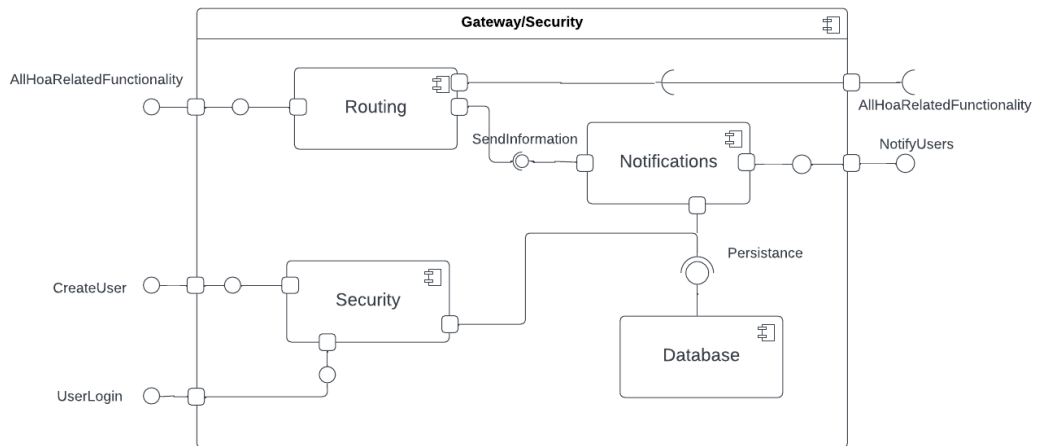 Gateway/Security
AllHoaRelatedFunctionality
Routing
AllHoaRelatedFunctionality
SendInformation
Notifications
NotifyUsers
Persistance
CreateUser
Security
Database
UserLogin